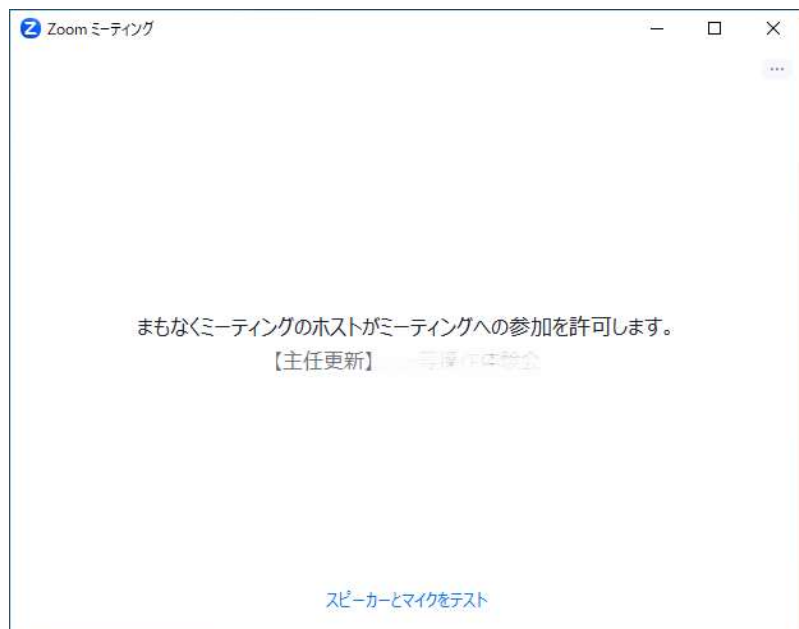 Zoom ミーティング
まもなくミーティングのホストがミーティングへの参加を許可します。
【主任更新】
スピーカーとマイクをテスト